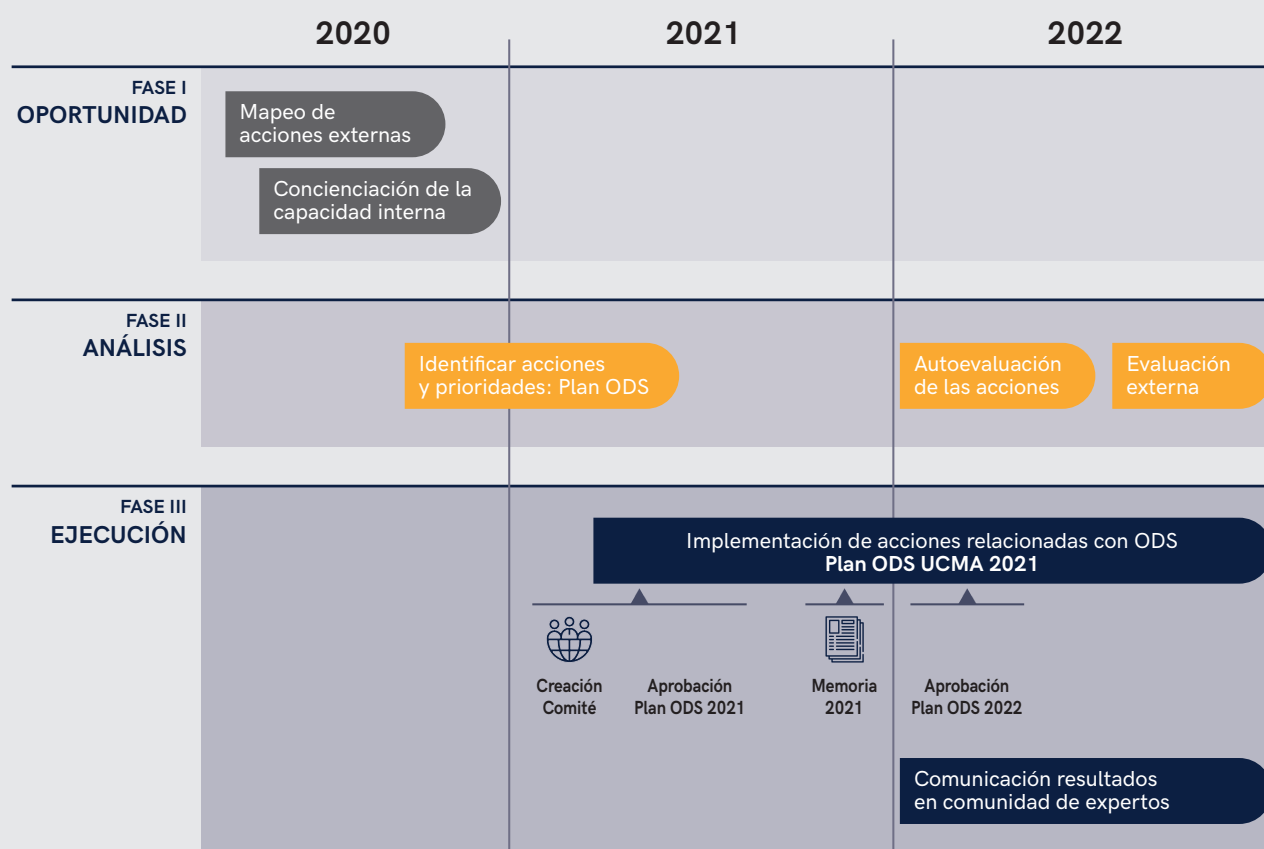 2020
2021
2022
FASE I
OPORTUNIDAD
Mapeo de
acciones externas
Concienciación de la
capacidad interna
FASE II
ANÁLISIS
Identificar acciones
y prioridades: Plan ODS
Autoevaluación
de las acciones
Evaluación
externa
FASE III
EJECUCIÓN
Implementación de acciones relacionadas con ODS
Plan ODS UCMA 2021
Creación
Comité
Aprobación
Plan ODS 2021
Memoria
2021
Aprobación
Plan ODS 2022
Comunicación resultados
en comunidad de expertos